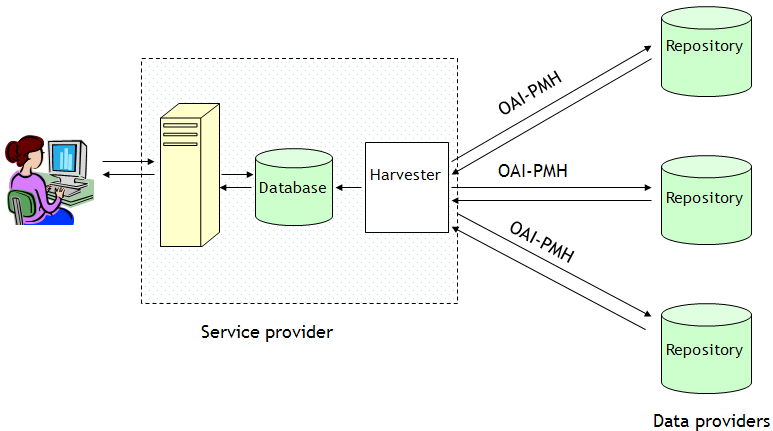 Repository
OAI-PMH
Harvester
OAI-PMH
Database
Repository
OAI-PMH
Service provider
Repository
Data providers